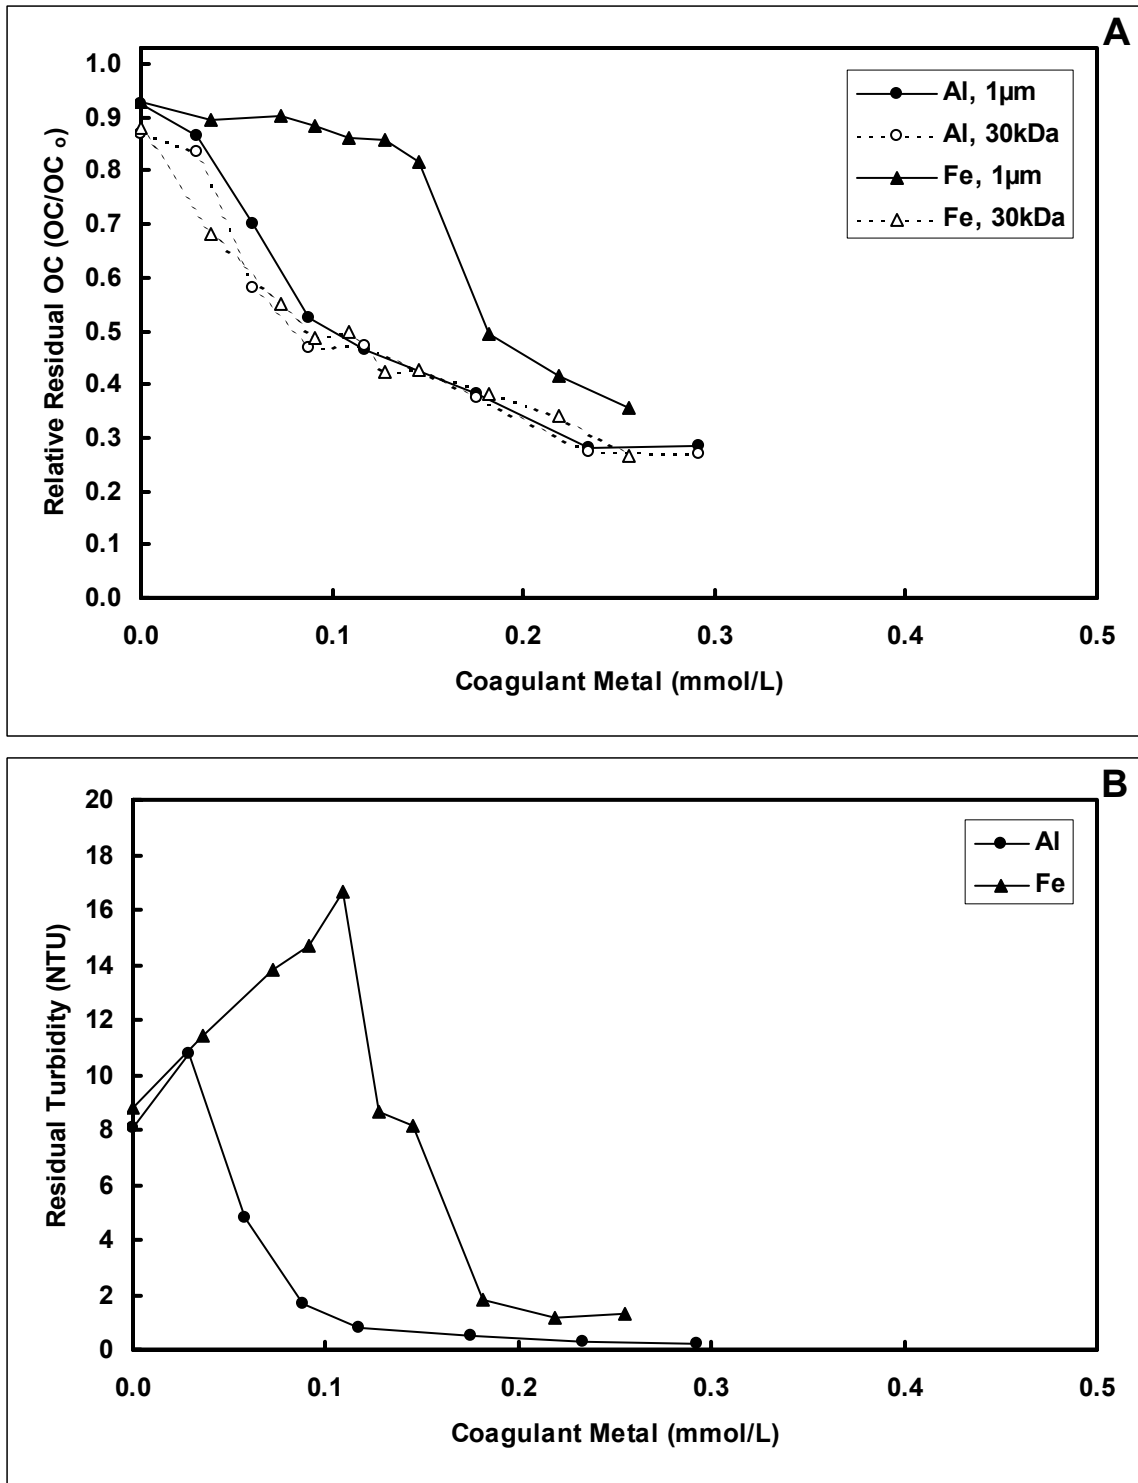 A
Relative Residual OC (OC/OC o)
1.0
0.9
0.8
0.7
0.6
0.5
0.4
0.3
0.2
0.1
0.0
Al, 1µm
Al, 30kDa
Fe, 1µm
Fe, 30kDa
0.0 0.1 0.2 0.3 0.4 0.5
Coagulant Metal (mmol/L)
B
Residual Turbidity (NTU)
20
18
16
14
12
10
8
6
4
2
0
Al
Fe
0.0 0.1 0.2 0.3 0.4 0.5
Coagulant Metal (mmol/L)